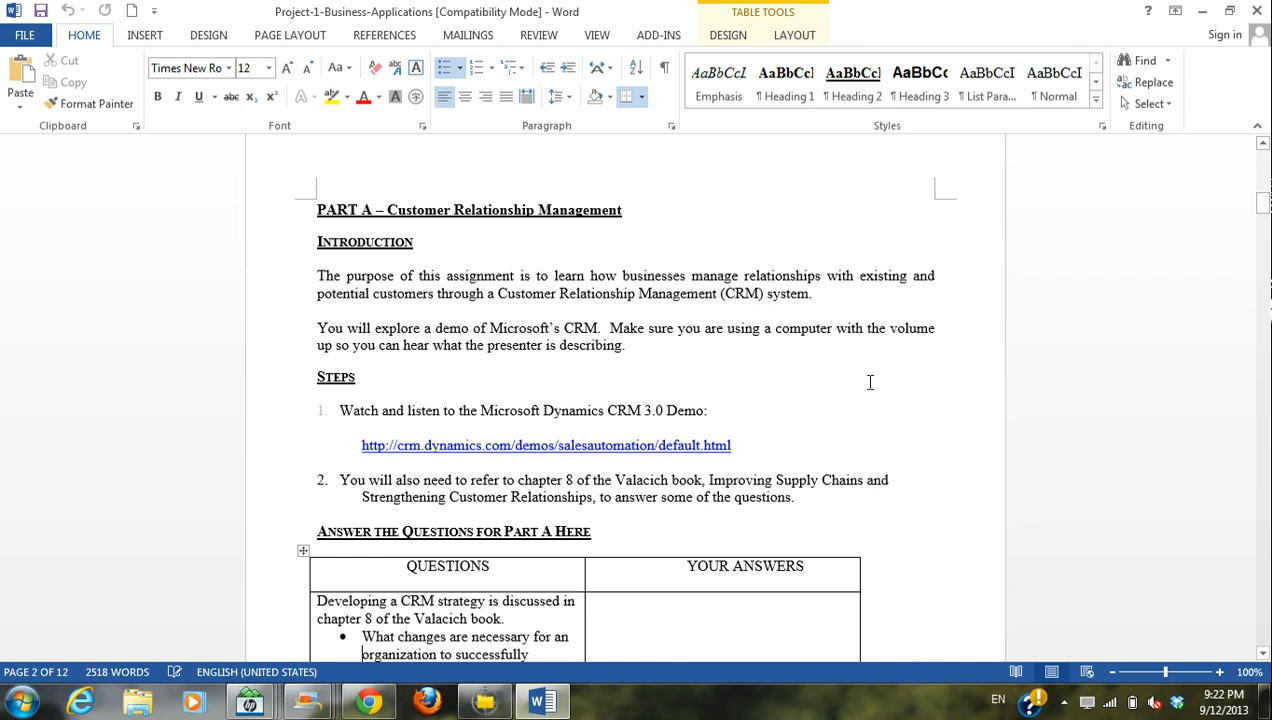 Project-1-Business-Applications [Compatibility Mode] - Word
TABLE TOOLS
FILE HOME INSERT DESIGN PAGE LAYOUT REFERENCES MAILINGS REVIEW VIEW ADD-INS DESIGN LAYOUT Sign in
Cut
Copy
Format Painter
Paste
Clipboard
Times New Ro 12
Font
Paragraph
AaBbCcI AaBbCcl AaBbCcl AaBbCc AaBbCcI AaBbCcI
Emphasis ¶ Heading 1 ¶ Heading 2 ¶ Heading 3 ¶ List Para... ¶ Normal
Styles
Find
Replace
Select
Editing
PART A – Customer Relationship Management
INTRODUCTION
The purpose of this assignment is to learn how businesses manage relationships with existing and
potential customers through a Customer Relationship Management (CRM) system.
You will explore a demo of Microsoft’s CRM. Make sure you are using a computer with the volume
up so you can hear what the presenter is describing.
STEPS
1. Watch and listen to the Microsoft Dynamics CRM 3.0 Demo:
http://crm.dynamics.com/demos/salesautomation/default.html
2. You will also need to refer to chapter 8 of the Valacich book, Improving Supply Chains and
Strengthening Customer Relationships, to answer some of the questions.
ANSWER THE QUESTIONS FOR PART A HERE
QUESTIONS YOUR ANSWERS
Developing a CRM strategy is discussed in
chapter 8 of the Valacich book.
• What changes are necessary for an
organization to successfully
PAGE 2 OF 12 2518 WORDS ENGLISH (UNITED STATES) 100%
EN 9:22 PM
9/12/2013